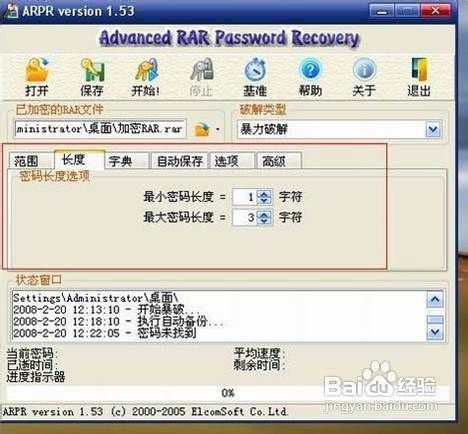 ARPR version 1.53
Advanced RAR Password Recovery
打开 保存 开始! 停止 基准 帮助 关于 退出
已加密的RAR文件 破解类型
ministrator\桌面\加密RAR.rar 暴力破解
范围 长度 字典 自动保存 选项 高级
密码长度选项
最小密码长度 = 1 字符
最大密码长度 = 3 字符
状态窗口
Settings\Administrator\桌面\
2008-2-20 12:13:10 - 开始暴破...
2008-2-20 12:18:10 - 执行自动备份...
2008-2-20 12:22:05 - 密码未找到
当前密码: 平均速度:
已逝时间: 剩余时间:
进度指示器
0%
ARPR version 1.53 (c) 2000-2005 ElcomSoft Co.Ltd.
Baidu 经验
jingyan.baidu.com